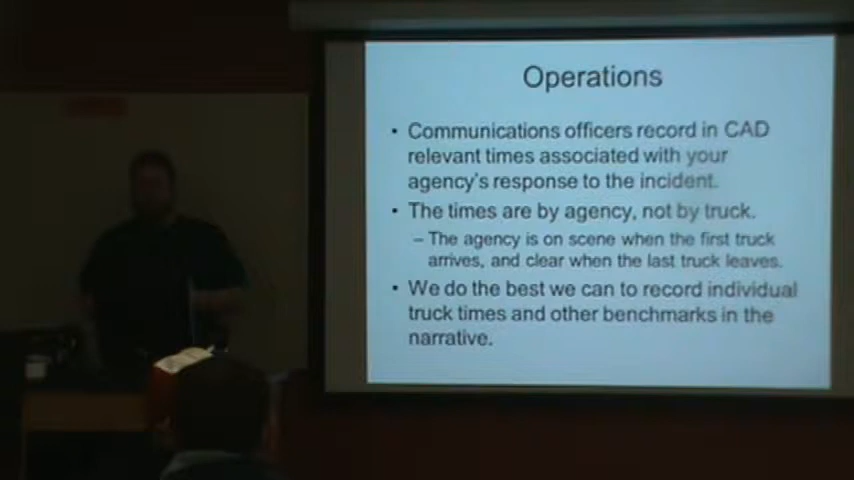 Operations
• Communications officers record in CAD
relevant times associated with your
agency's response to the incident.
• The times are by agency, not by truck.
– The agency is on scene when the first truck
arrives, and clear when the last truck leaves.
• We do the best we can to record individual
truck times and other benchmarks in the
narrative.